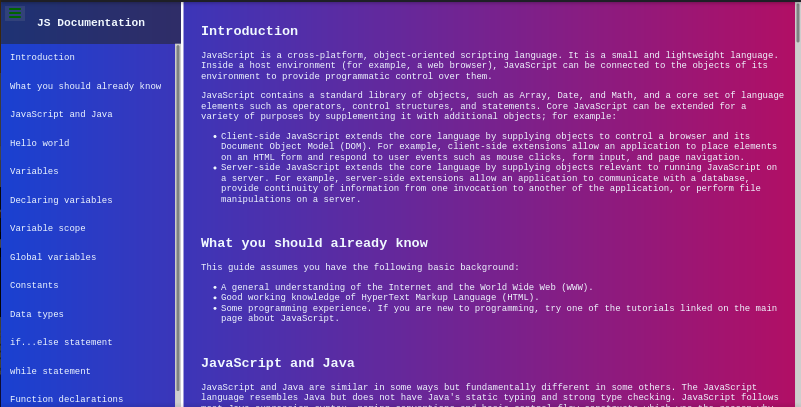 JS Documentation
Introduction
What you should already know
JavaScript and Java
Hello world
Variables
Declaring variables
Variable scope
Global variables
Constants
Data types
if...else statement
while statement
Function declarations
Introduction
JavaScript is a cross-platform, object-oriented scripting language. It is a small and lightweight language.
Inside a host environment (for example, a web browser), JavaScript can be connected to the objects of its
environment to provide programmatic control over them.
JavaScript contains a standard library of objects, such as Array, Date, and Math, and a core set of language
elements such as operators, control structures, and statements. Core JavaScript can be extended for a
variety of purposes by supplementing it with additional objects; for example:
• Client-side JavaScript extends the core language by supplying objects to control a browser and its
Document Object Model (DOM). For example, client-side extensions allow an application to place elements
on an HTML form and respond to user events such as mouse clicks, form input, and page navigation.
• Server-side JavaScript extends the core language by supplying objects relevant to running JavaScript on
a server. For example, server-side extensions allow an application to communicate with a database,
provide continuity of information from one invocation to another of the application, or perform file
manipulations on a server.
What you should already know
This guide assumes you have the following basic background:
• A general understanding of the Internet and the World Wide Web (WWW).
• Good working knowledge of HyperText Markup Language (HTML).
• Some programming experience. If you are new to programming, try one of the tutorials linked on the main
page about JavaScript.
JavaScript and Java
JavaScript and Java are similar in some ways but fundamentally different in some others. The JavaScript
language resembles Java but does not have Java's static typing and strong type checking. JavaScript follows